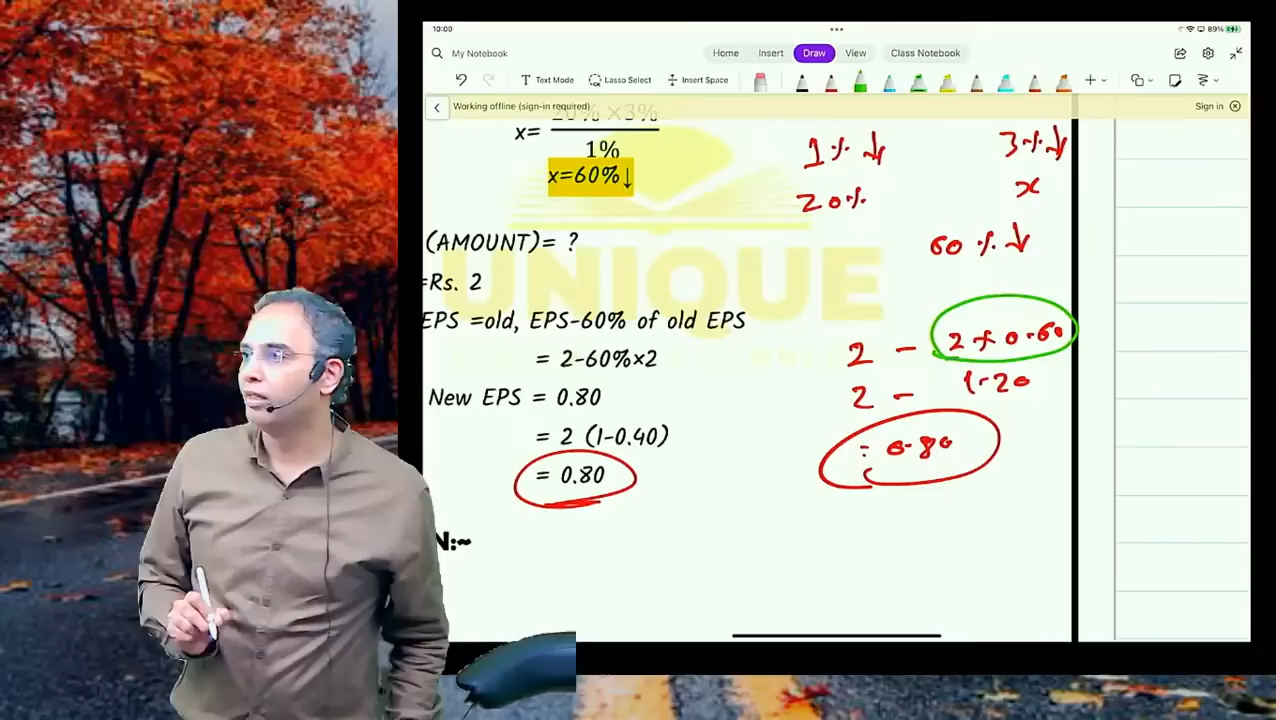 10:00
89%
My Notebook
Home Insert Draw View Class Notebook
Text Mode Lasso Select Insert Space
Working offline (sign-in required)
Sign in
20% ×3%
x=
1%
x=60%↓
1% ↓ 3% ↓
20% x
60% ↓
(AMOUNT)= ?
=Rs. 2
EPS =old, EPS-60% of old EPS
= 2-60%×2
New EPS = 0.80
= 2 (1-0.40)
= 0.80
2 - 2 × 0.60
2 - 1.20
= 0.80
N:~
UNIQUE